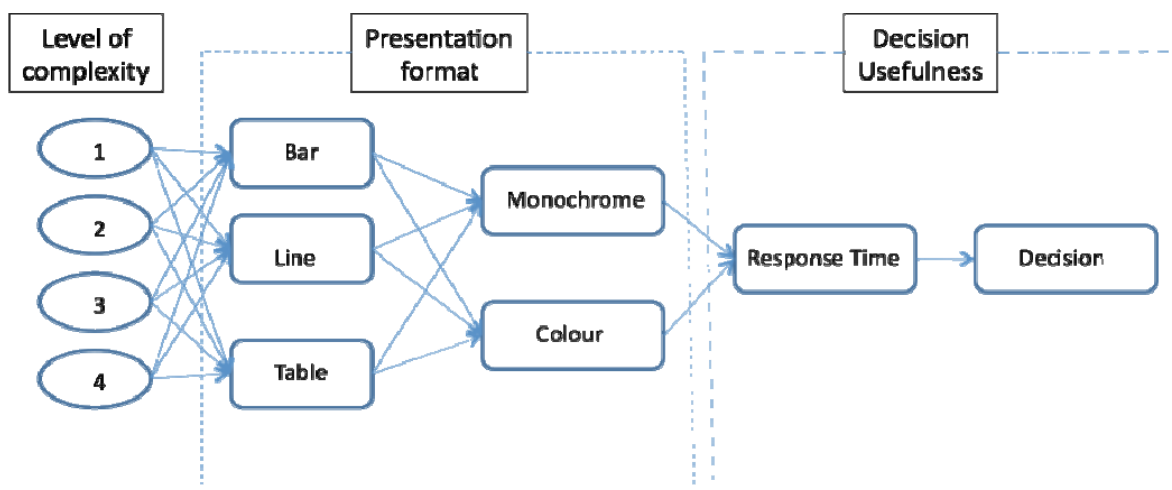 Level of
complexity
Presentation
format
Decision
Usefulness
1
2
3
4
Bar
Line
Table
Monochrome
Colour
Response Time
Decision